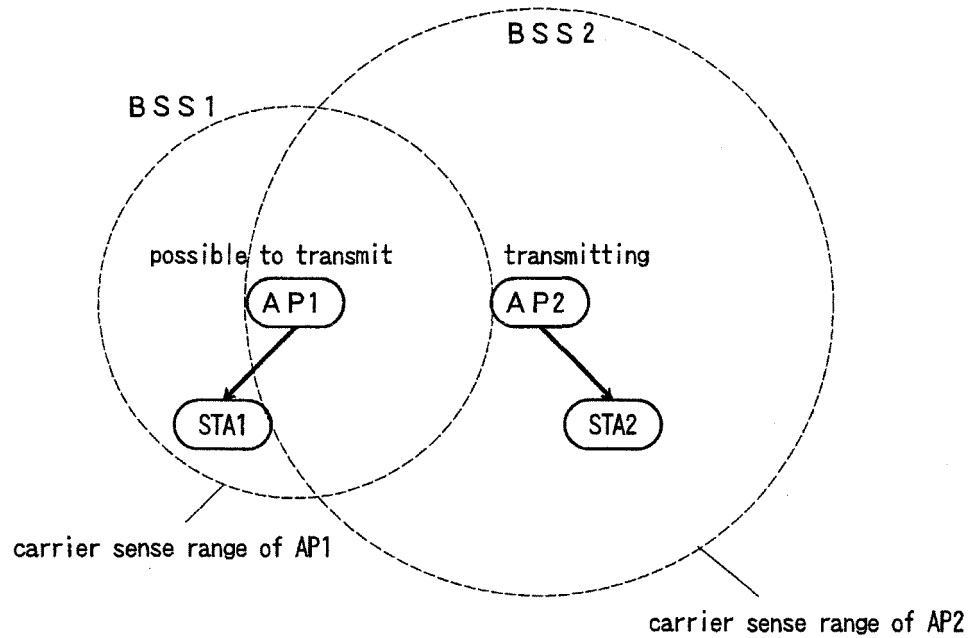 BSS2
BSS1
possible to transmit
transmitting
AP1
AP2
STA1
STA2
carrier sense range of AP1
carrier sense range of AP2